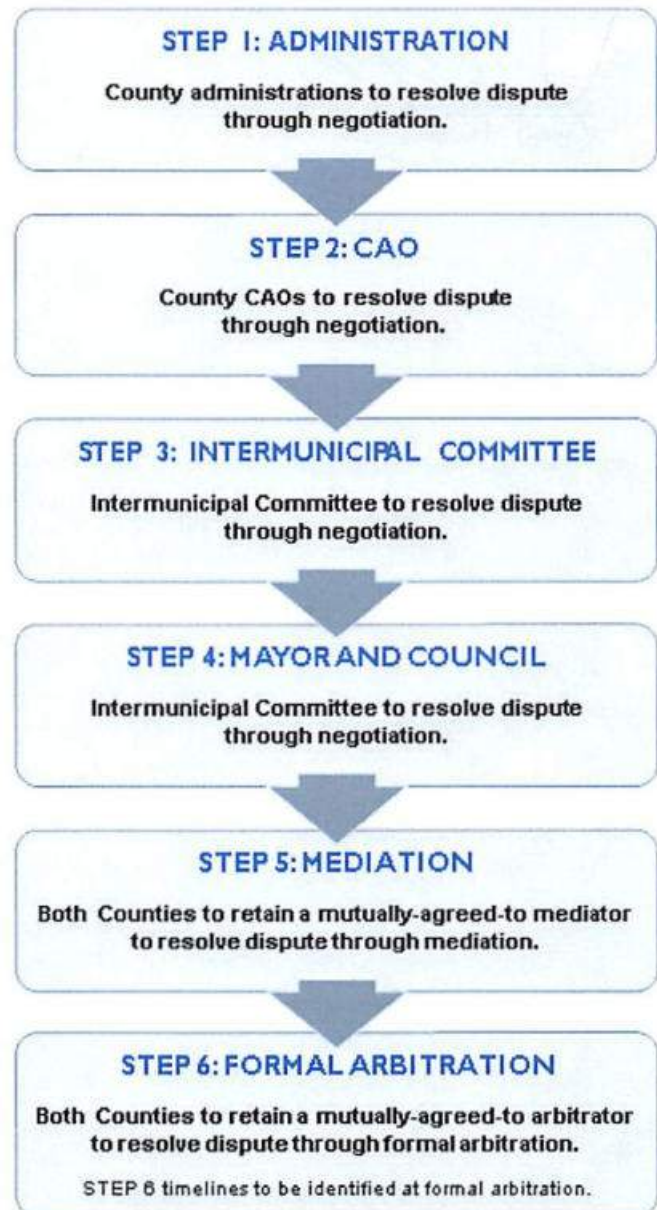 STEP 1: ADMINISTRATION
County administrations to resolve dispute
through negotiation.
STEP 2: CAO
County CAOs to resolve dispute
through negotiation.
STEP 3: INTERMUNICIPAL COMMITTEE
Intermunicipal Committee to resolve dispute
through negotiation.
STEP 4: MAYOR AND COUNCIL
Intermunicipal Committee to resolve dispute
through negotiation.
STEP 5: MEDIATION
Both Counties to retain a mutually-agreed-to mediator
to resolve dispute through mediation.
STEP 6: FORMAL ARBITRATION
Both Counties to retain a mutually-agreed-to arbitrator
to resolve dispute through formal arbitration.
STEP 6 timelines to be identified at formal arbitration.